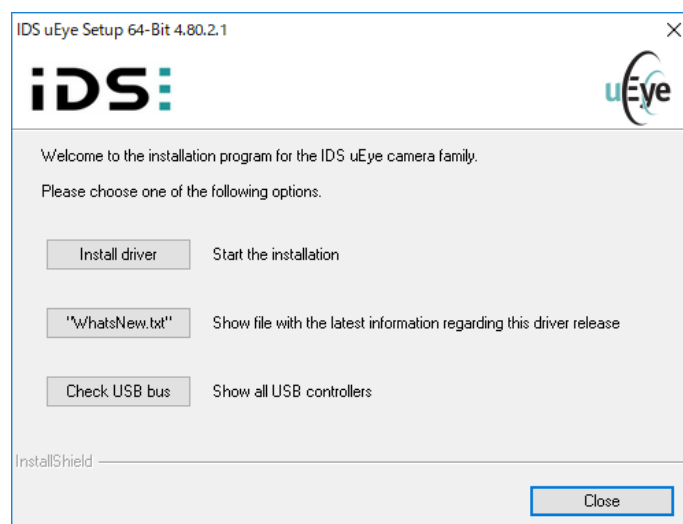 IDS uEye Setup 64-Bit 4.80.2.1
iDS
uEye
Welcome to the installation program for the IDS uEye camera family.
Please choose one of the following options.
Install driver Start the installation
"WhatsNew.txt" Show file with the latest information regarding this driver release
Check USB bus Show all USB controllers
InstallShield
Close